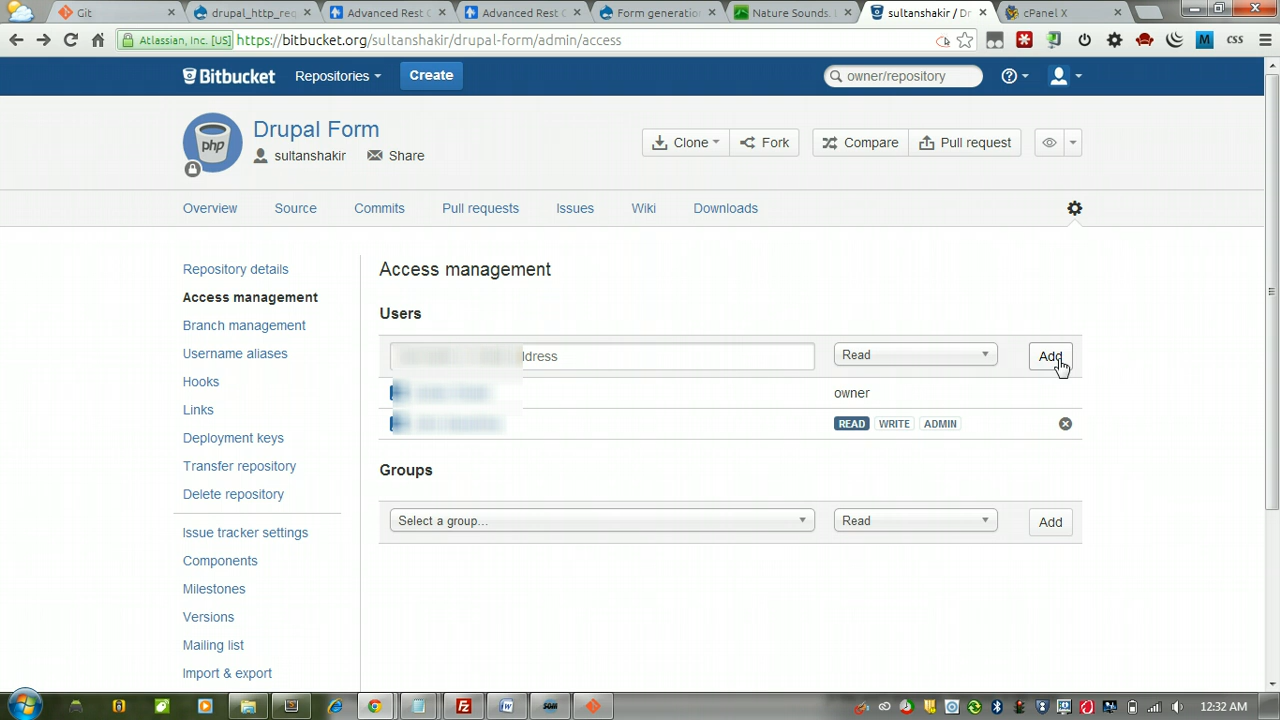 Git
drupal_http_req
Advanced Rest C
Advanced Rest C
Form generatio
Nature Sounds.
sultanshakir / Dr
cPanel X
Atlassian, Inc. [US]
https://bitbucket.org/sultanshakir/drupal-form/admin/access
css
Bitbucket
Repositories
Create
owner/repository
php
Drupal Form
sultanshakir
Share
Clone
Fork
Compare
Pull request
Overview
Source
Commits
Pull requests
Issues
Wiki
Downloads
Repository details
Access management
Branch management
Username aliases
Hooks
Links
Deployment keys
Transfer repository
Delete repository
Issue tracker settings
Components
Milestones
Versions
Mailing list
Import & export
Access management
Users
dress
Read
Add
owner
READ WRITE ADMIN
Groups
Select a group...
Read
Add
12:32 AM